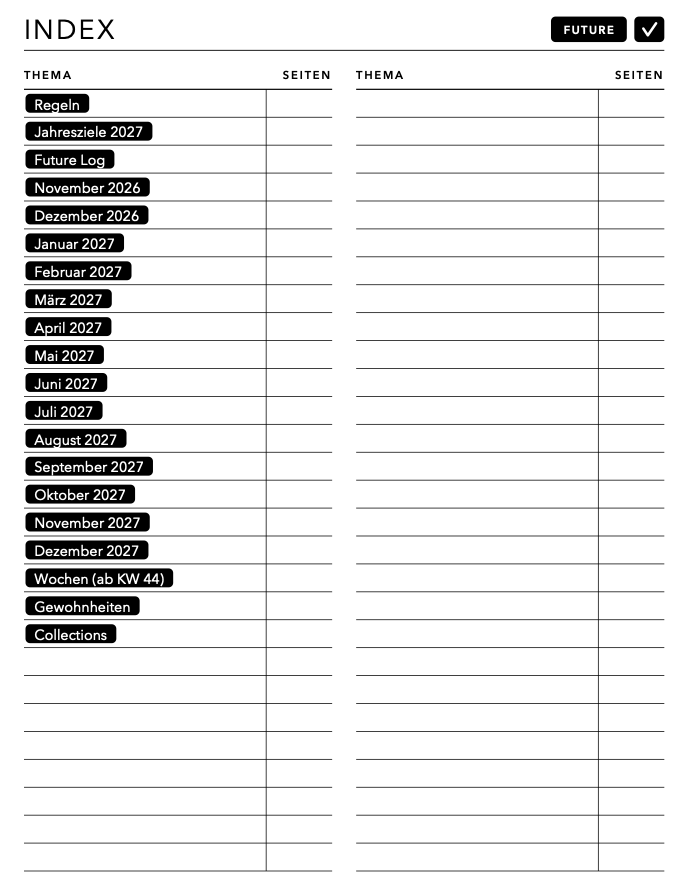 INDEX
FUTURE
THEMA SEITEN THEMA SEITEN
Regeln
Jahresziele 2027
Future Log
November 2026
Dezember 2026
Januar 2027
Februar 2027
März 2027
April 2027
Mai 2027
Juni 2027
Juli 2027
August 2027
September 2027
Oktober 2027
November 2027
Dezember 2027
Wochen (ab KW 44)
Gewohnheiten
Collections